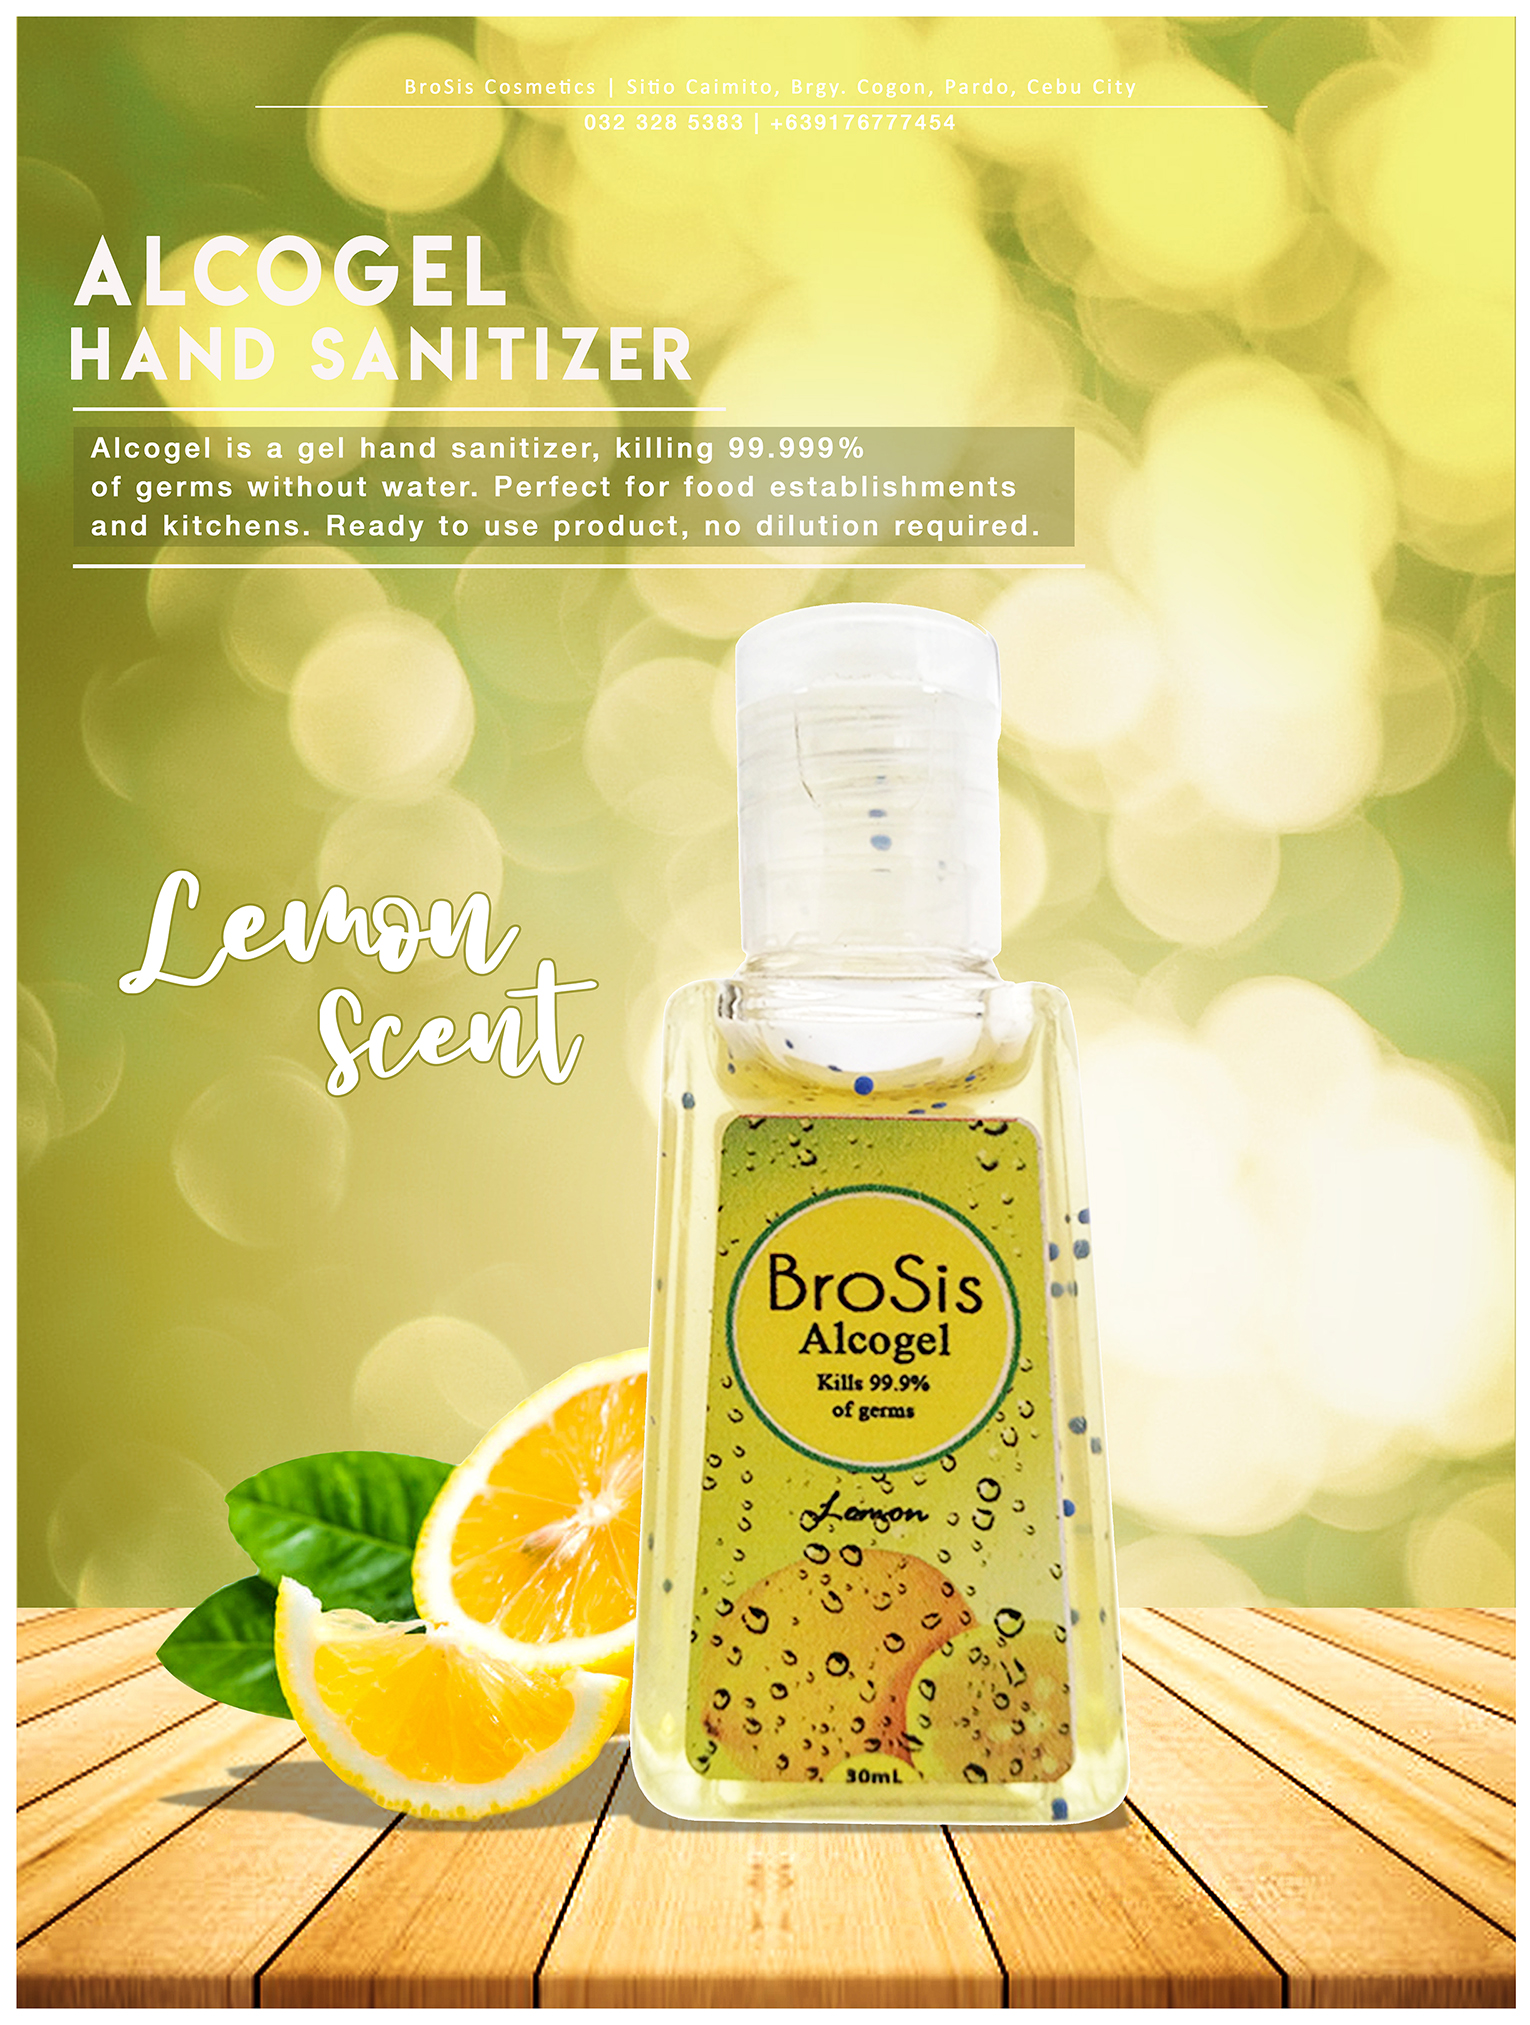 BroSis Cosmetics | Sitio Caimito, Brgy. Cogon, Pardo, Cebu City
032 328 5383 | +639176777454
ALCOGEL
HAND SANITIZER
Alcogel is a gel hand sanitizer, killing 99.999%
of germs without water. Perfect for food establishments
and kitchens. Ready to use product, no dilution required.
Lemon
Scent
BroSis
Alcogel
Kills 99.9%
of germs
Lemon
30mL